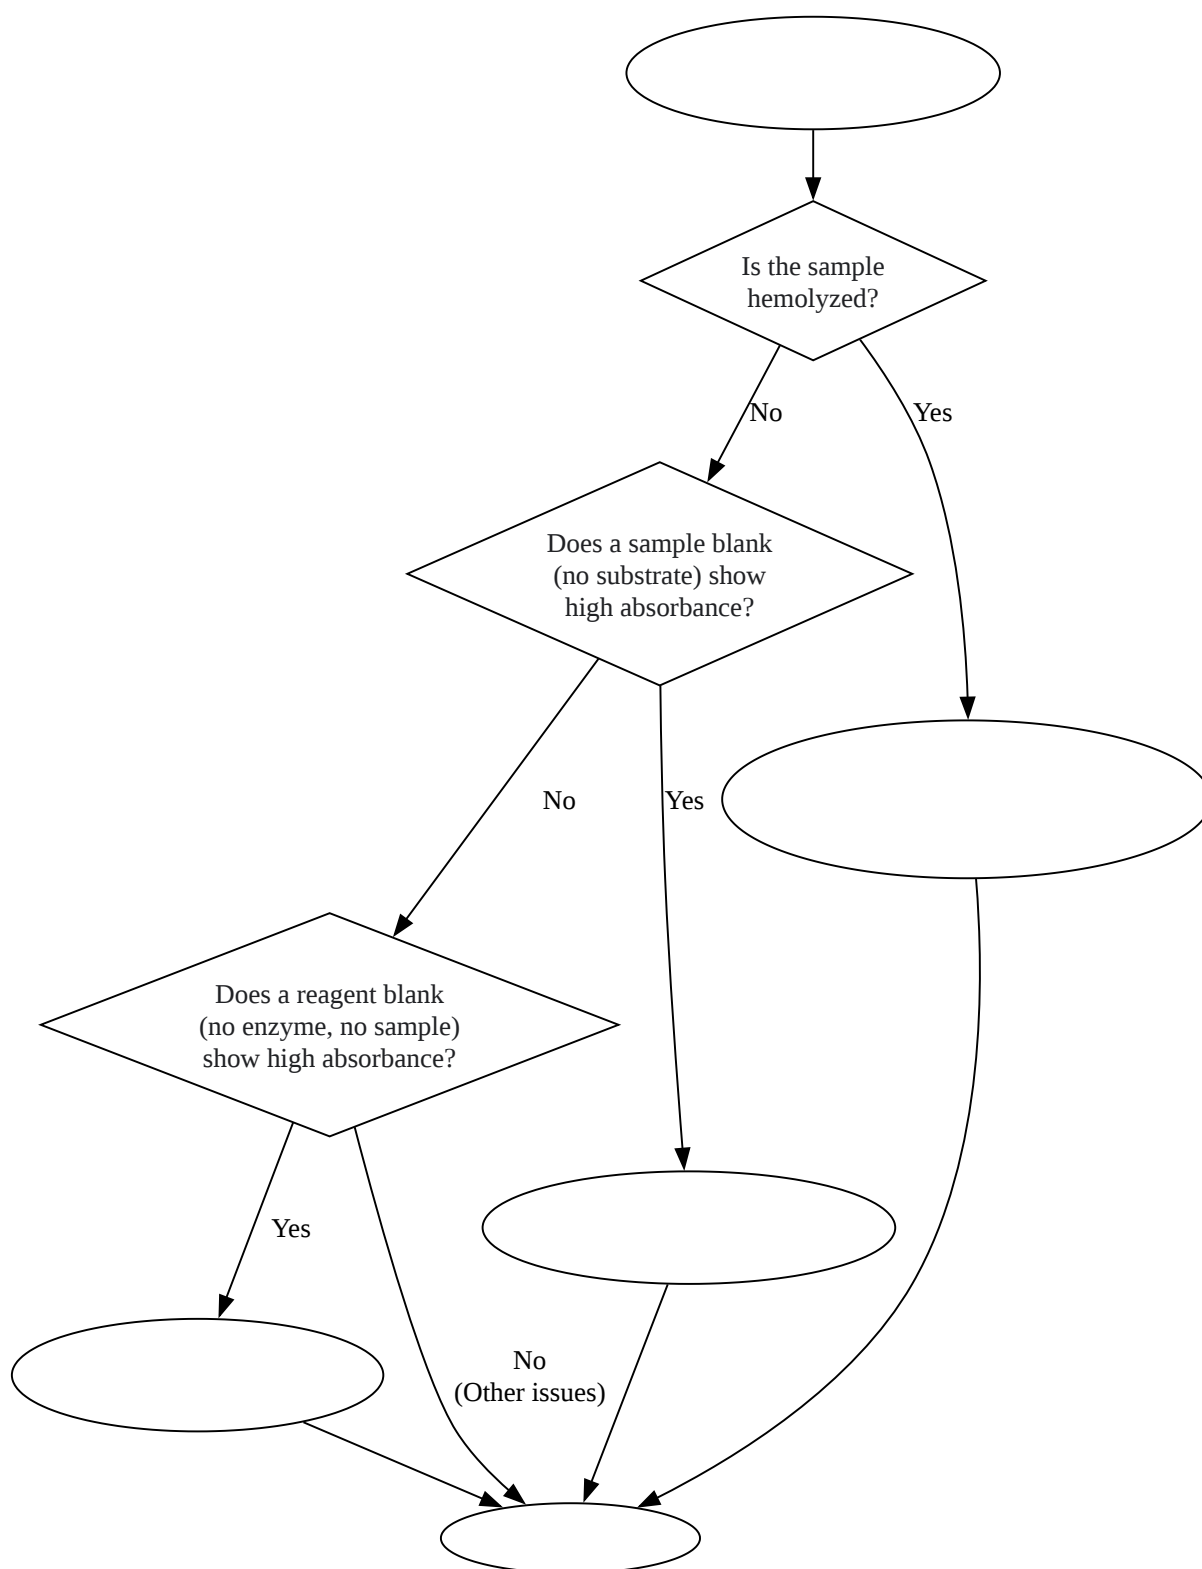 Is the sample
hemolyzed?
No
Yes
Does a sample blank
(no substrate) show
high absorbance?
No
Yes
Does a reagent blank
(no enzyme, no sample)
show high absorbance?
Yes
No
(Other issues)